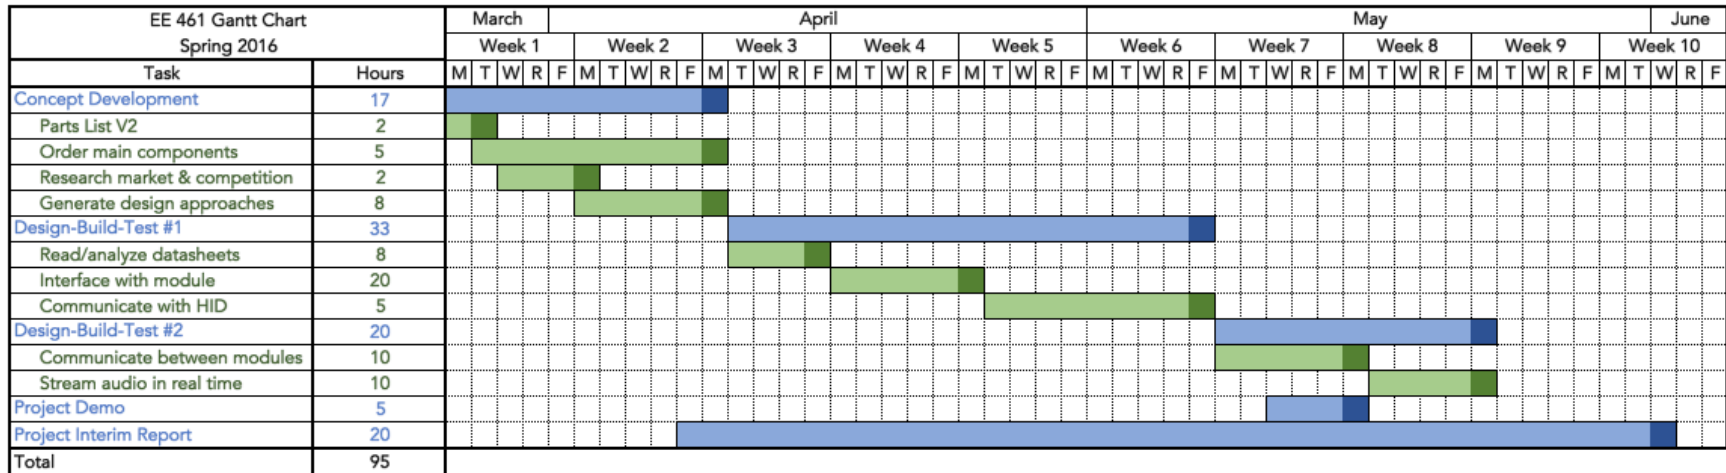 EE 461 Gantt Chart March April May June
Spring 2016 Week 1 Week 2 Week 3 Week 4 Week 5 Week 6 Week 7 Week 8 Week 9 Week 10
Task Hours M T W R F M T W R F M T W R F M T W R F M T W R F M T W R F M T W R F M T W R F M T W R F M T W R F
Concept Development 17
Parts List V2 2
Order main components 5
Research market & competition 2
Generate design approaches 8
Design-Build-Test #1 33
Read/analyze datasheets 8
Interface with module 20
Communicate with HID 5
Design-Build-Test #2 20
Communicate between modules 10
Stream audio in real time 10
Project Demo 5
Project Interim Report 20
Total 95